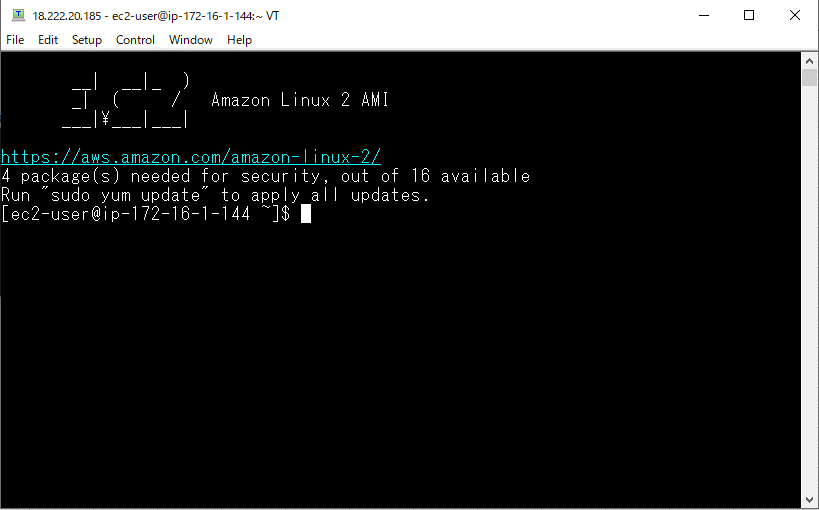 18.222.20.185 - ec2-user@ip-172-16-1-144:~ VT
File Edit Setup Control Window Help
__|  __|_  )
_|  (     /   Amazon Linux 2 AMI
___|¥___|___|
https://aws.amazon.com/amazon-linux-2/
4 package(s) needed for security, out of 16 available
Run "sudo yum update" to apply all updates.
[ec2-user@ip-172-16-1-144 ~]$